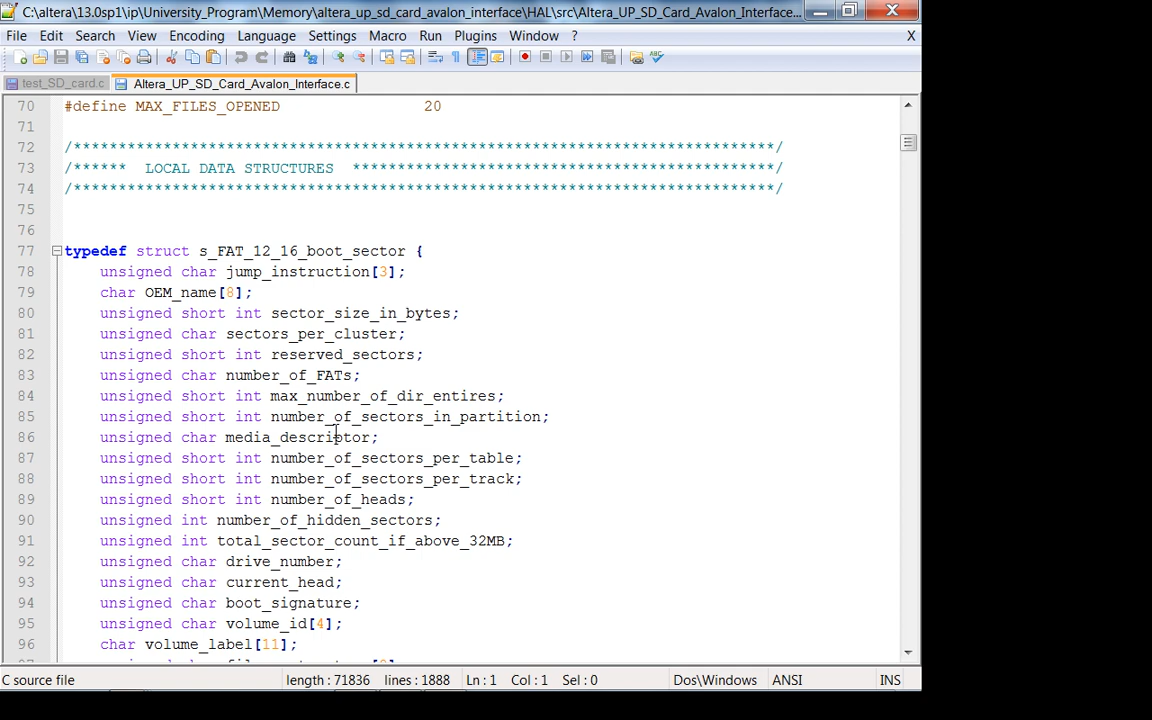 C:\altera\13.0sp1\ip\University_Program\Memory\altera_up_sd_card_avalon_interface\HAL\src\Altera_UP_SD_Card_Avalon_Interface...
File Edit Search View Encoding Language Settings Macro Run Plugins Window ? X
test_SD_card.c Altera_UP_SD_Card_Avalon_Interface.c
70 #define MAX_FILES_OPENED 20
71
72 /******************************************************************************/
73 /****** LOCAL DATA STRUCTURES ***********************************************/
74 /******************************************************************************/
75
76
77 typedef struct s_FAT_12_16_boot_sector {
78 unsigned char jump_instruction[3];
79 char OEM_name[8];
80 unsigned short int sector_size_in_bytes;
81 unsigned char sectors_per_cluster;
82 unsigned short int reserved_sectors;
83 unsigned char number_of_FATs;
84 unsigned short int max_number_of_dir_entires;
85 unsigned short int number_of_sectors_in_partition;
86 unsigned char media_descriptor;
87 unsigned short int number_of_sectors_per_table;
88 unsigned short int number_of_sectors_per_track;
89 unsigned short int number_of_heads;
90 unsigned int number_of_hidden_sectors;
91 unsigned int total_sector_count_if_above_32MB;
92 unsigned char drive_number;
93 unsigned char current_head;
94 unsigned char boot_signature;
95 unsigned char volume_id[4];
96 char volume_label[11];
C source file length : 71836 lines : 1888 Ln : 1 Col : 1 Sel : 0 Dos\Windows ANSI INS